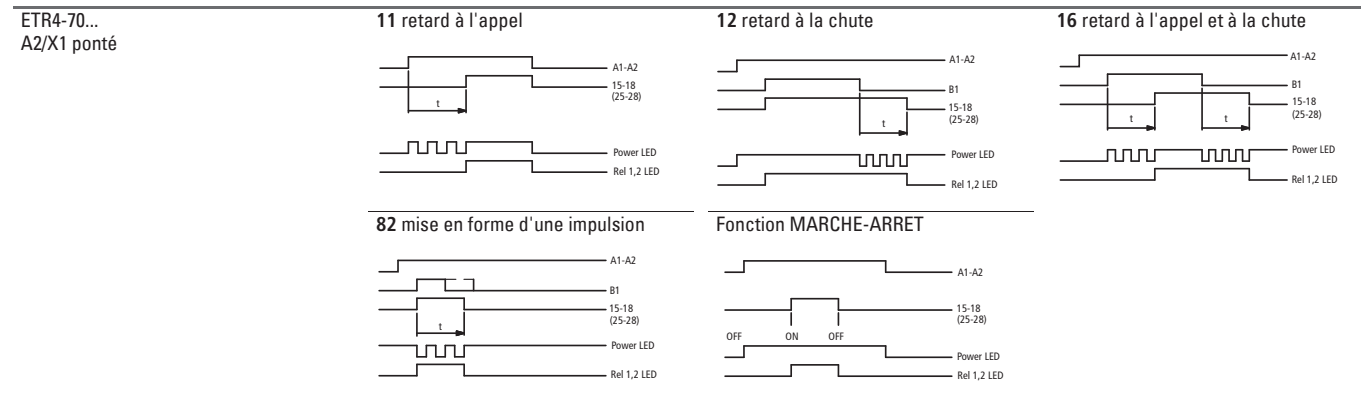 ETR4-70...
A2/X1 ponté
11 retard à l'appel
A1-A2
15-18
(25-28)
t
Power LED
Rel 1,2 LED
12 retard à la chute
A1-A2
B1
15-18
(25-28)
t
Power LED
Rel 1,2 LED
16 retard à l'appel et à la chute
A1-A2
B1
15-18
(25-28)
t t
Power LED
Rel 1,2 LED
82 mise en forme d'une impulsion
A1-A2
B1
15-18
(25-28)
t
Power LED
Rel 1,2 LED
Fonction MARCHE-ARRET
A1-A2
15-18
(25-28)
OFF ON OFF
Power LED
Rel 1,2 LED